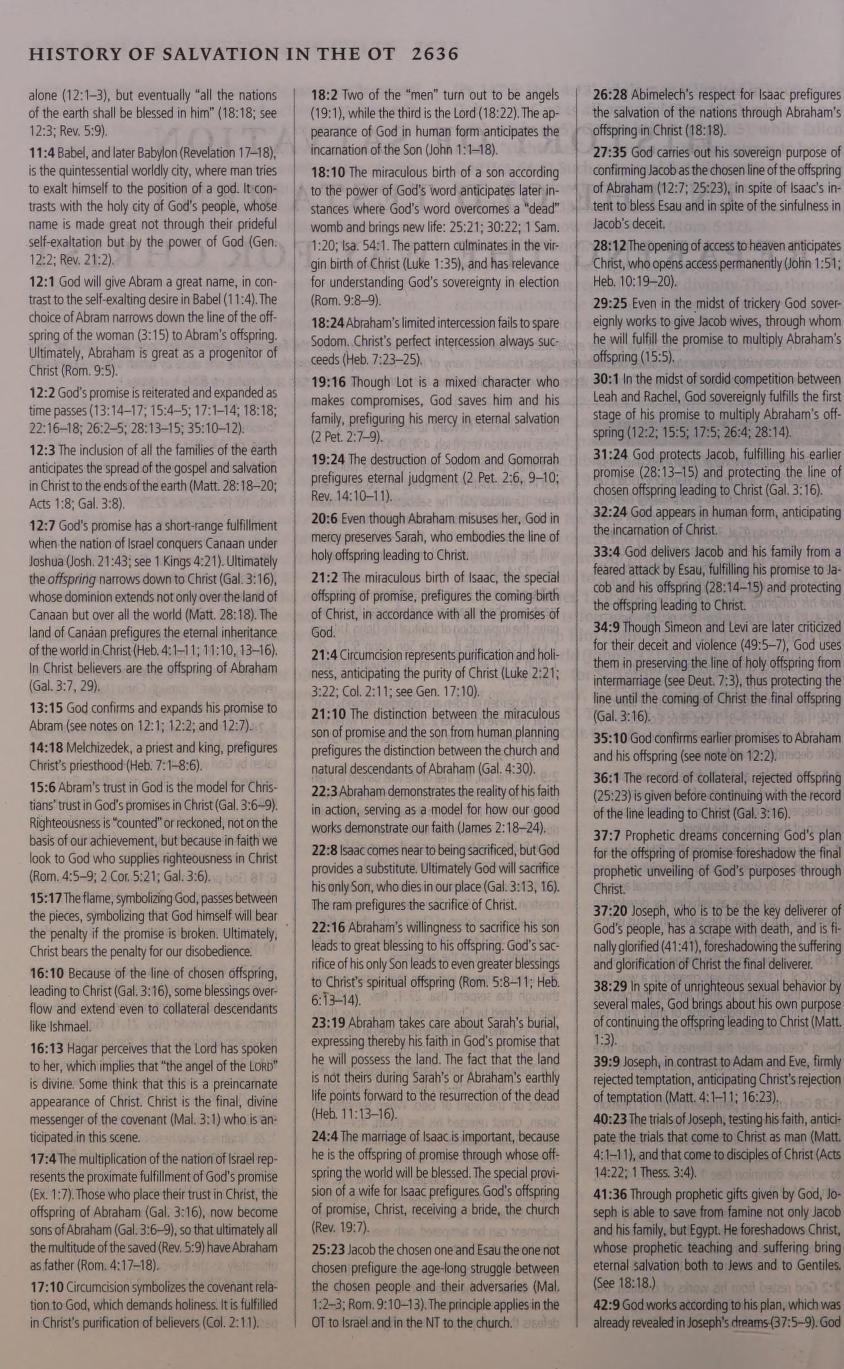 HISTORY OF SALVATION IN THE OT 2636
alone (12:1–3), but eventually “all the nations
of the earth shall be blessed in him” (18:18; see
12:3; Rev. 5:9).
11:4 Babel, and later Babylon (Revelation 17–18),
is the quintessential worldly city, where man tries
to exalt himself to the position of a god. It con-
trasts with the holy city of God’s people, whose
name is made great not through their prideful
self-exaltation but by the power of God (Gen.
12:2; Rev. 21:2).
12:1 God will give Abram a great name, in con-
trast to the self-exalting desire in Babel (11:4). The
choice of Abram narrows down the line of the off-
spring of the woman (3:15) to Abram’s offspring.
Ultimately, Abraham is great as a progenitor of
Christ (Rom. 9:5).
12:2 God’s promise is reiterated and expanded as
time passes (13:14–17; 15:4–5; 17:1–14; 18:18;
22:16–18; 26:2–5; 28:13–15; 35:10–12).
12:3 The inclusion of all the families of the earth
anticipates the spread of the gospel and salvation
in Christ to the ends of the earth (Matt. 28:18–20;
Acts 1:8; Gal. 3:8).
12:7 God’s promise has a short-range fulfillment
when the nation of Israel conquers Canaan under
Joshua (Josh. 21:43; see 1 Kings 4:21). Ultimately
the offspring narrows down to Christ (Gal. 3:16),
whose dominion extends not only over the land of
Canaan but over all the world (Matt. 28:18). The
land of Canaan prefigures the eternal inheritance
of the world in Christ (Heb. 4:1–11; 11:10, 13–16).
In Christ believers are the offspring of Abraham
(Gal. 3:7, 29).
13:15 God confirms and expands his promise to
Abram (see notes on 12:1; 12:2; and 12:7).
14:18 Melchizedek, a priest and king, prefigures
Christ’s priesthood (Heb. 7:1–8:6).
15:6 Abram’s trust in God is the model for Chris-
tians’ trust in God’s promises in Christ (Gal. 3:6–9).
Righteousness is “counted” or reckoned, not on the
basis of our achievement, but because in faith we
look to God who supplies righteousness in Christ
(Rom. 4:5–9; 2 Cor. 5:21; Gal. 3:6).
15:17 The flame, symbolizing God, passes between
the pieces, symbolizing that God himself will bear
the penalty if the promise is broken. Ultimately,
Christ bears the penalty for our disobedience.
16:10 Because of the line of chosen offspring,
leading to Christ (Gal. 3:16), some blessings over-
flow and extend even to collateral descendants
like Ishmael.
16:13 Hagar perceives that the Lord has spoken
to her, which implies that “the angel of the LORD”
is divine. Some think that this is a preincarnate
appearance of Christ. Christ is the final, divine
messenger of the covenant (Mal. 3:1) who is an-
ticipated in this scene.
17:4 The multiplication of the nation of Israel rep-
resents the proximate fulfillment of God’s promise
(Ex. 1:7). Those who place their trust in Christ, the
offspring of Abraham (Gal. 3:16), now become
sons of Abraham (Gal. 3:6–9), so that ultimately all
the multitude of the saved (Rev. 5:9) have Abraham
as father (Rom. 4:17–18).
17:10 Circumcision symbolizes the covenant rela-
tion to God, which demands holiness. It is fulfilled
in Christ’s purification of believers (Col. 2:11).
18:2 Two of the “men” turn out to be angels
(19:1), while the third is the Lord (18:22). The ap-
pearance of God in human form anticipates the
incarnation of the Son (John 1:1–18).
18:10 The miraculous birth of a son according
to the power of God’s word anticipates later in-
stances where God’s word overcomes a “dead”
womb and brings new life: 25:21; 30:22; 1 Sam.
1:20; Isa. 54:1. The pattern culminates in the vir-
gin birth of Christ (Luke 1:35), and has relevance
for understanding God’s sovereignty in election
(Rom. 9:8–9).
18:24 Abraham’s limited intercession fails to spare
Sodom. Christ’s perfect intercession always suc-
ceeds (Heb. 7:23–25).
19:16 Though Lot is a mixed character who
makes compromises, God saves him and his
family, prefiguring his mercy in eternal salvation
(2 Pet. 2:7–9).
19:24 The destruction of Sodom and Gomorrah
prefigures eternal judgment (2 Pet. 2:6, 9–10;
Rev. 14:10–11).
20:6 Even though Abraham misuses her, God in
mercy preserves Sarah, who embodies the line of
holy offspring leading to Christ.
21:2 The miraculous birth of Isaac, the special
offspring of promise, prefigures the coming birth
of Christ, in accordance with all the promises of
God.
21:4 Circumcision represents purification and holi-
ness, anticipating the purity of Christ (Luke 2:21;
3:22; Col. 2:11; see Gen. 17:10).
21:10 The distinction between the miraculous
son of promise and the son from human planning
prefigures the distinction between the church and
natural descendants of Abraham (Gal. 4:30).
22:3 Abraham demonstrates the reality of his faith
in action, serving as a model for how our good
works demonstrate our faith (James 2:18–24).
22:8 Isaac comes near to being sacrificed, but God
provides a substitute. Ultimately God will sacrifice
his only Son, who dies in our place (Gal. 3:13, 16).
The ram prefigures the sacrifice of Christ.
22:16 Abraham’s willingness to sacrifice his son
leads to great blessing to his offspring. God’s sac-
rifice of his only Son leads to even greater blessings
to Christ’s spiritual offspring (Rom. 5:8–11; Heb.
6:13–14).
23:19 Abraham takes care about Sarah’s burial,
expressing thereby his faith in God’s promise that
he will possess the land. The fact that the land
is not theirs during Sarah’s or Abraham’s earthly
life points forward to the resurrection of the dead
(Heb. 11:13–16).
24:4 The marriage of Isaac is important, because
he is the offspring of promise through whose off-
spring the world will be blessed. The special provi-
sion of a wife for Isaac prefigures God’s offspring
of promise, Christ, receiving a bride, the church
(Rev. 19:7).
25:23 Jacob the chosen one and Esau the one not
chosen prefigure the age-long struggle between
the chosen people and their adversaries (Mal.
1:2–3; Rom. 9:10–13). The principle applies in the
OT to Israel and in the NT to the church.
26:28 Abimelech’s respect for Isaac prefigures
the salvation of the nations through Abraham’s
offspring in Christ (18:18).
27:35 God carries out his sovereign purpose of
confirming Jacob as the chosen line of the offspring
of Abraham (12:7; 25:23), in spite of Isaac’s in-
tent to bless Esau and in spite of the sinfulness in
Jacob’s deceit.
28:12 The opening of access to heaven anticipates
Christ, who opens access permanently (John 1:51;
Heb. 10:19–20).
29:25 Even in the midst of trickery God sover-
eignly works to give Jacob wives, through whom
he will fulfill the promise to multiply Abraham’s
offspring (15:5).
30:1 In the midst of sordid competition between
Leah and Rachel, God sovereignly fulfills the first
stage of his promise to multiply Abraham’s off-
spring (12:2; 15:5; 17:5; 26:4; 28:14).
31:24 God protects Jacob, fulfilling his earlier
promise (28:13–15) and protecting the line of
chosen offspring leading to Christ (Gal. 3:16).
32:24 God appears in human form, anticipating
the incarnation of Christ.
33:4 God delivers Jacob and his family from a
feared attack by Esau, fulfilling his promise to Ja-
cob and his offspring (28:14–15) and protecting
the offspring leading to Christ.
34:9 Though Simeon and Levi are later criticized
for their deceit and violence (49:5–7), God uses
them in preserving the line of holy offspring from
intermarriage (see Deut. 7:3), thus protecting the
line until the coming of Christ the final offspring
(Gal. 3:16).
35:10 God confirms earlier promises to Abraham
and his offspring (see note on 12:2).
36:1 The record of collateral, rejected offspring
(25:23) is given before continuing with the record
of the line leading to Christ (Gal. 3:16).
37:7 Prophetic dreams concerning God’s plan
for the offspring of promise foreshadow the final
prophetic unveiling of God’s purposes through
Christ.
37:20 Joseph, who is to be the key deliverer of
God’s people, has a scrape with death, and is fi-
nally glorified (41:41), foreshadowing the suffering
and glorification of Christ the final deliverer.
38:29 In spite of unrighteous sexual behavior by
several males, God brings about his own purpose
of continuing the offspring leading to Christ (Matt.
1:3).
39:9 Joseph, in contrast to Adam and Eve, firmly
rejected temptation, anticipating Christ’s rejection
of temptation (Matt. 4:1–11; 16:23).
40:23 The trials of Joseph, testing his faith, antici-
pate the trials that come to Christ as man (Matt.
4:1–11), and that come to disciples of Christ (Acts
14:22; 1 Thess. 3:4).
41:36 Through prophetic gifts given by God, Jo-
seph is able to save from famine not only Jacob
and his family, but Egypt. He foreshadows Christ,
whose prophetic teaching and suffering bring
eternal salvation both to Jews and to Gentiles.
(See 18:18.)
42:9 God works according to his plan, which was
already revealed in Joseph’s dreams (37:5–9). God